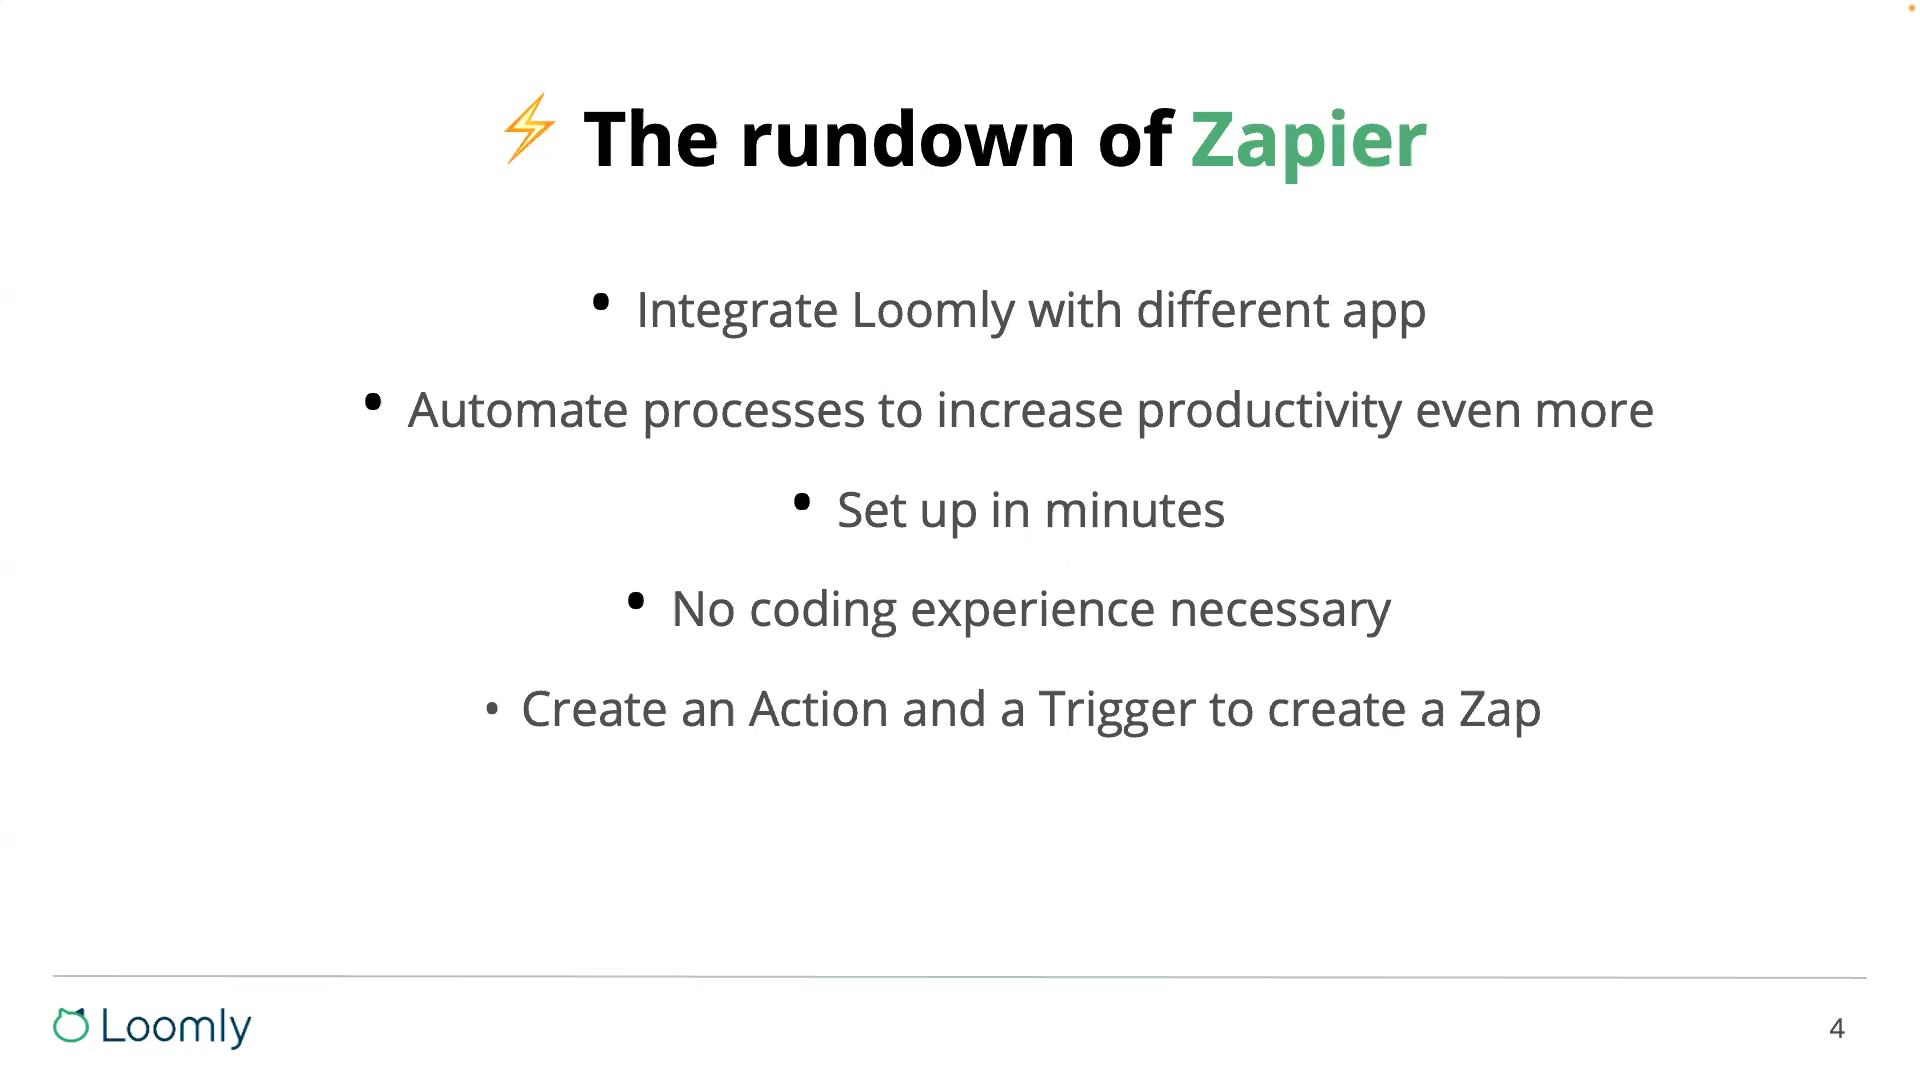 ⚡ The rundown of Zapier
• Integrate Loomly with different app
• Automate processes to increase productivity even more
• Set up in minutes
• No coding experience necessary
• Create an Action and a Trigger to create a Zap
Loomly
4